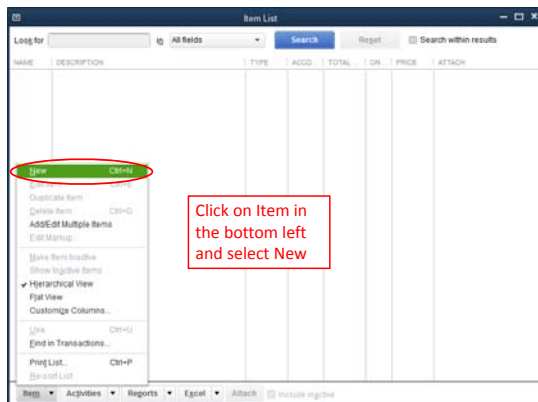 Item List
Look for in All fields Search Reset Search within results
NAME DESCRIPTION TYPE ACCO... TOTAL... ON... PRICE ATTACH
New Ctrl+N
Ctrl+E
Duplicate Item
Delete Item Ctrl+D
Add/Edit Multiple Items
Edit Markup...
Make Item Inactive
Show Inactive Items
Hierarchical View
Flat View
Customize Columns...
Use Ctrl+U
Find in Transactions...
Print List... Ctrl+P
Re-sort List
Click on Item in
the bottom left
and select New
Item Activities Reports Excel Attach Include inactive